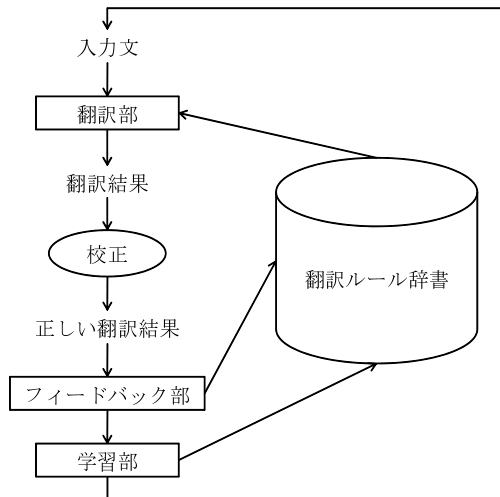 入力文
翻訳部
翻訳結果
校正
翻訳ルール辞書
正しい翻訳結果
フィードバック部
学習部